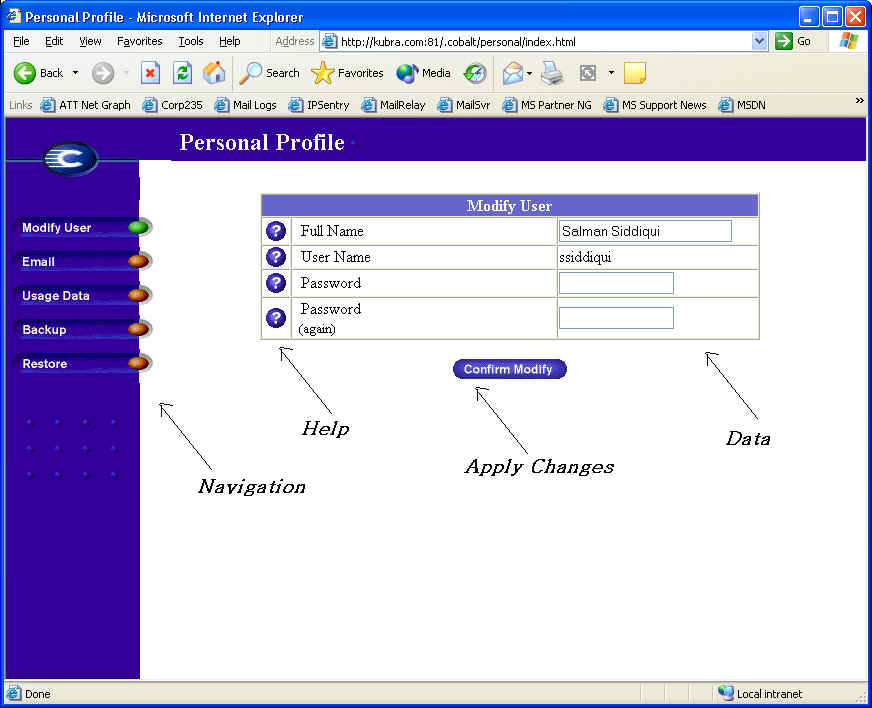 Personal Profile - Microsoft Internet Explorer
File Edit View Favorites Tools Help Address http://kubra.com:81/.cobalt/personal/index.html Go
Back Search Favorites Media
Links ATT Net Graph Corp235 Mail Logs IPSentry MailRelay MailSvr MS Partner NG MS Support News MSDN »
C
Personal Profile
Modify User
Email
Usage Data
Backup
Restore
Modify User
? Full Name Salman Siddiqui
? User Name ssiddiqui
? Password
? Password
(again)
Confirm Modify
Help
Data
Apply Changes
Navigation
Done Local intranet